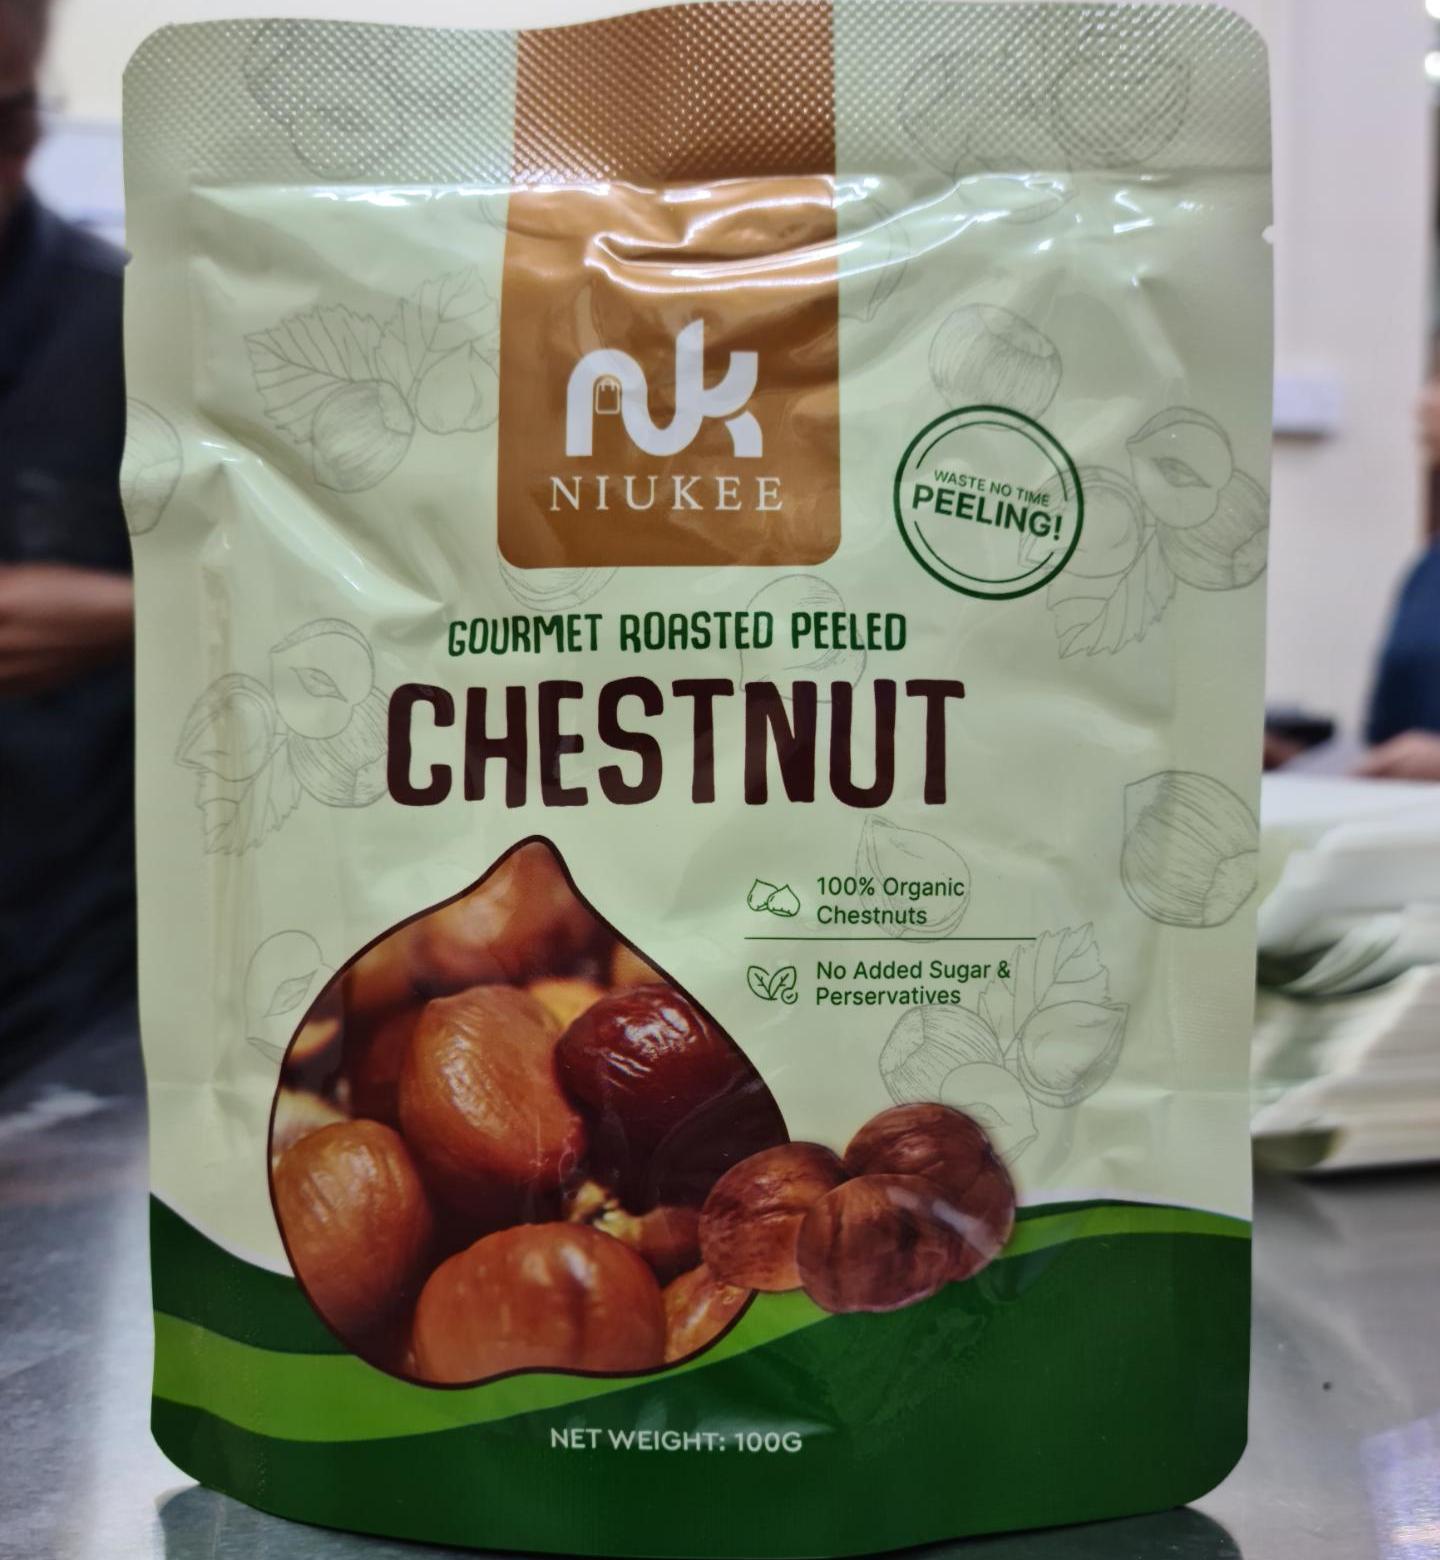 nk
NIUKEE
WASTE NO TIME
PEELING!
GOURMET ROASTED PEELED
CHESTNUT
100% Organic
Chestnuts
No Added Sugar &
Perservatives
NET WEIGHT: 100G